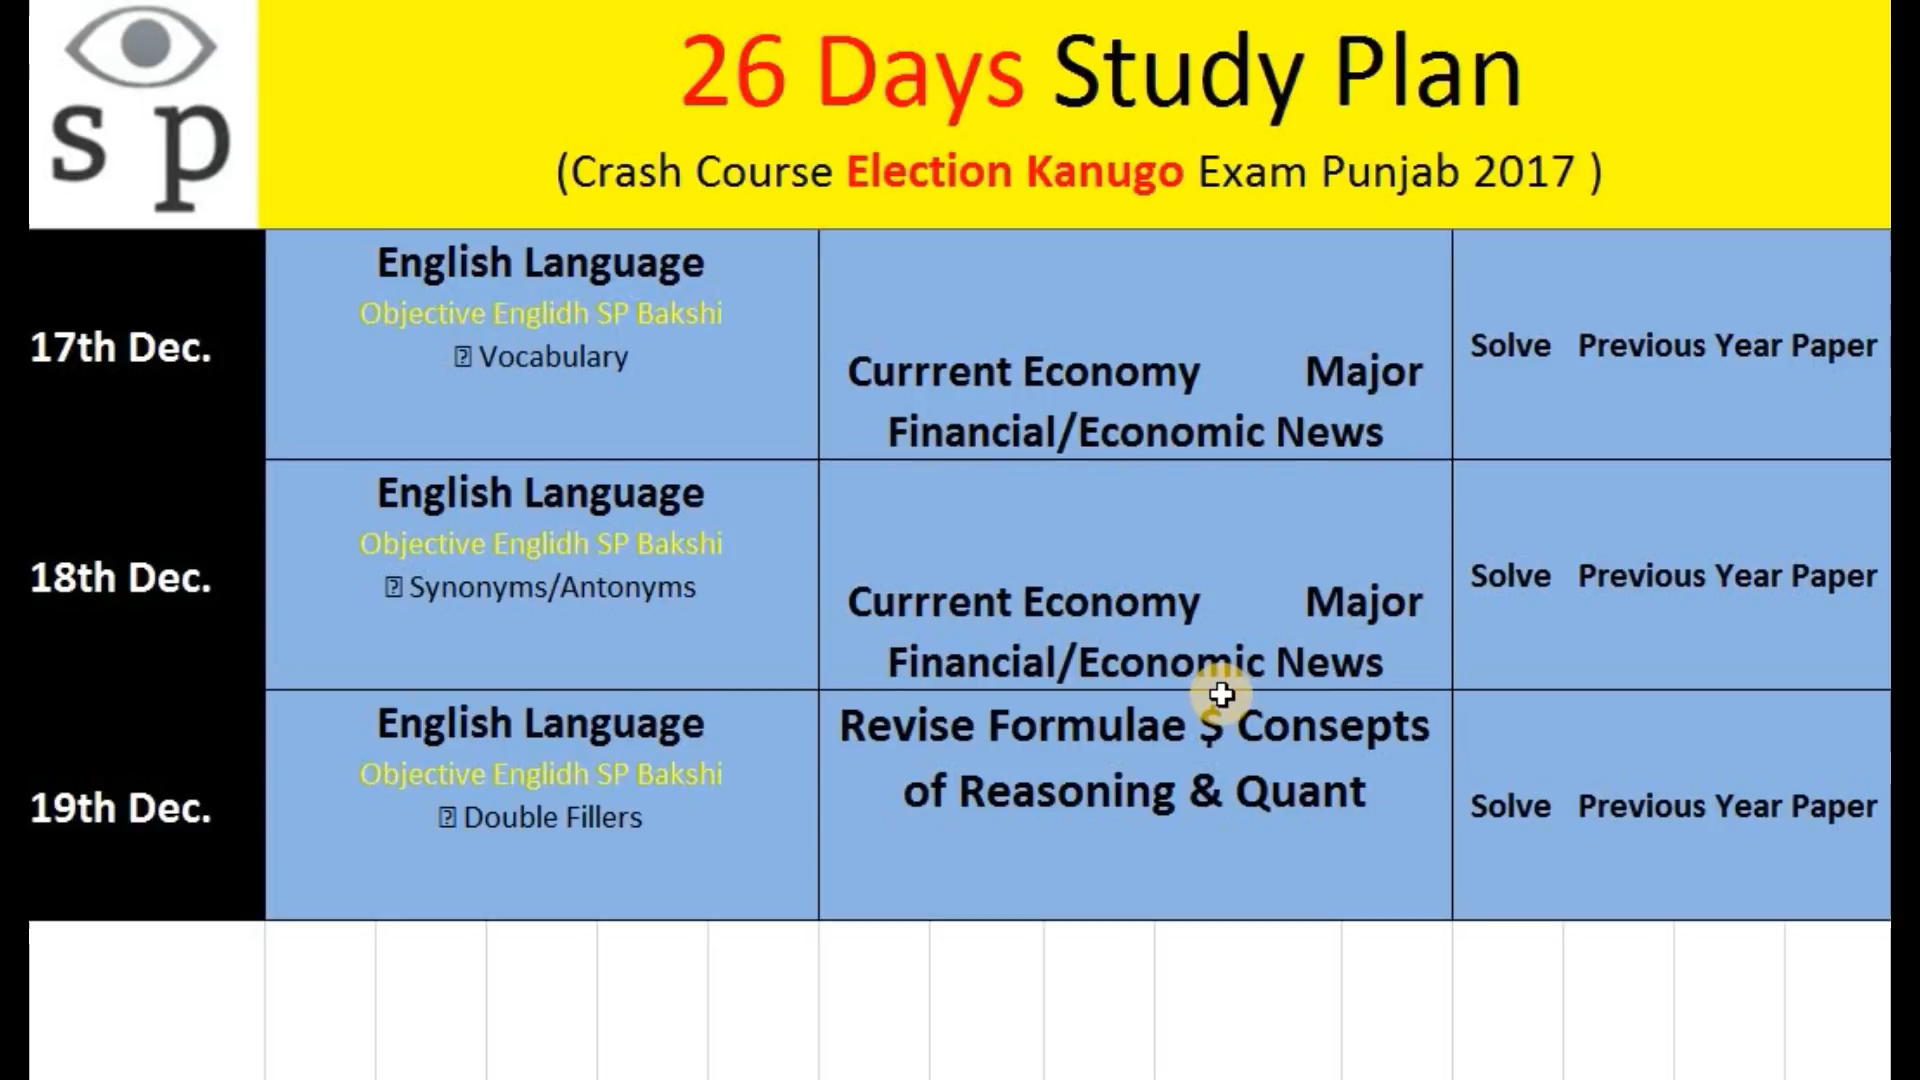 s p
26 Days Study Plan
(Crash Course Election Kanugo Exam Punjab 2017 )
17th Dec.
English Language
Objective Englidh SP Bakshi
Vocabulary
Currrent Economy Major
Financial/Economic News
Solve Previous Year Paper
18th Dec.
English Language
Objective Englidh SP Bakshi
Synonyms/Antonyms
Currrent Economy Major
Financial/Economic News
Solve Previous Year Paper
19th Dec.
English Language
Objective Englidh SP Bakshi
Double Fillers
Revise Formulae $ Consepts
of Reasoning & Quant
Solve Previous Year Paper